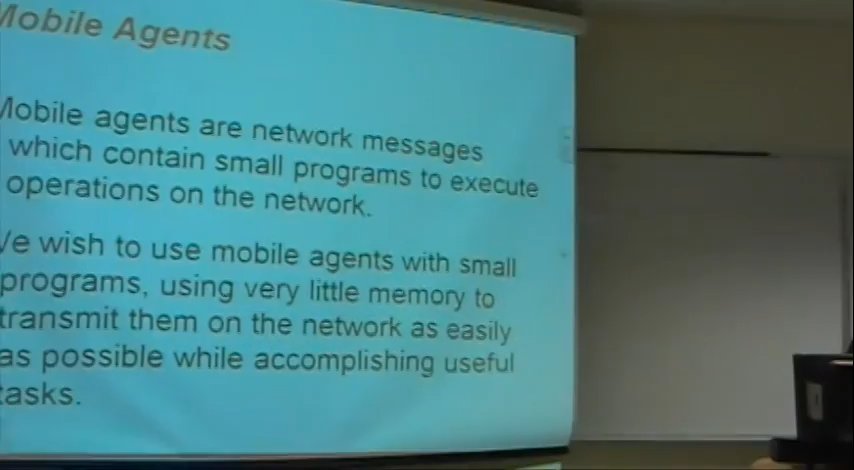 Mobile Agents
Mobile agents are network messages
which contain small programs to execute
operations on the network.
We wish to use mobile agents with small
programs, using very little memory to
transmit them on the network as easily
as possible while accomplishing useful
tasks.